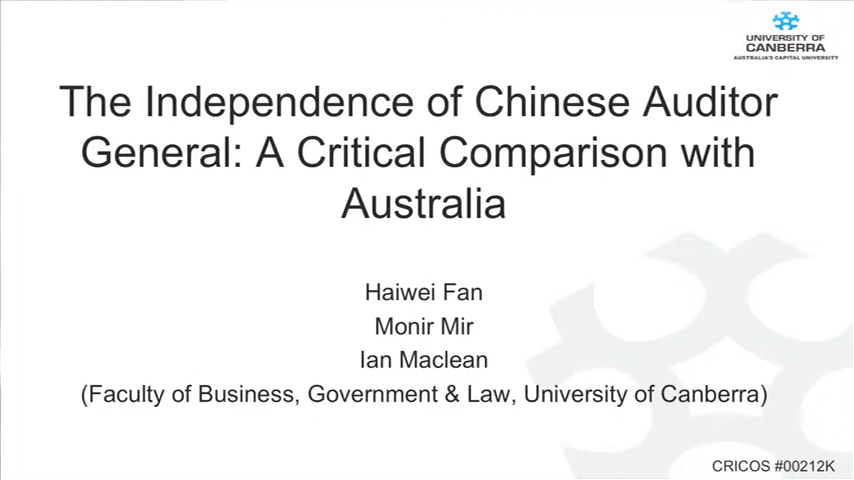 UNIVERSITY OF
CANBERRA
AUSTRALIA'S CAPITAL UNIVERSITY
The Independence of Chinese Auditor
General: A Critical Comparison with
Australia
Haiwei Fan
Monir Mir
Ian Maclean
(Faculty of Business, Government & Law, University of Canberra)
CRICOS #00212K